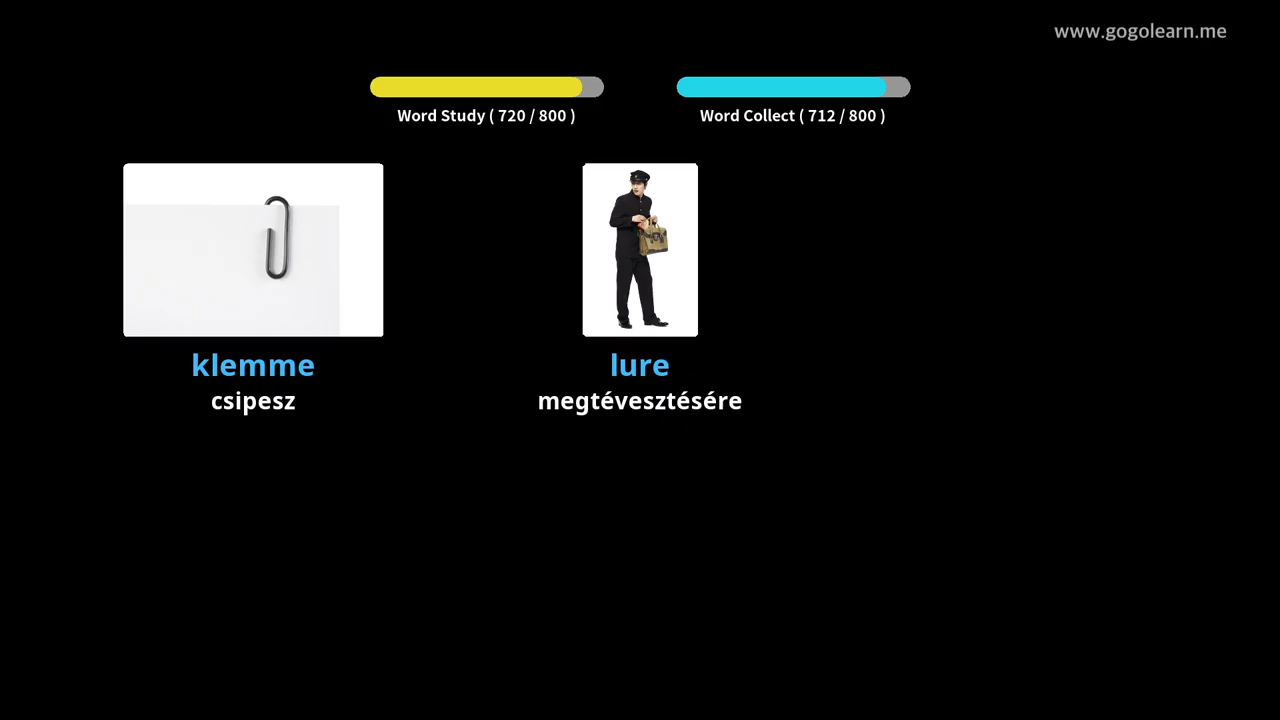 www.gogolearn.me
Word Study ( 720 / 800 )
Word Collect ( 712 / 800 )
klemme
csipesz
lure
megtévesztésére